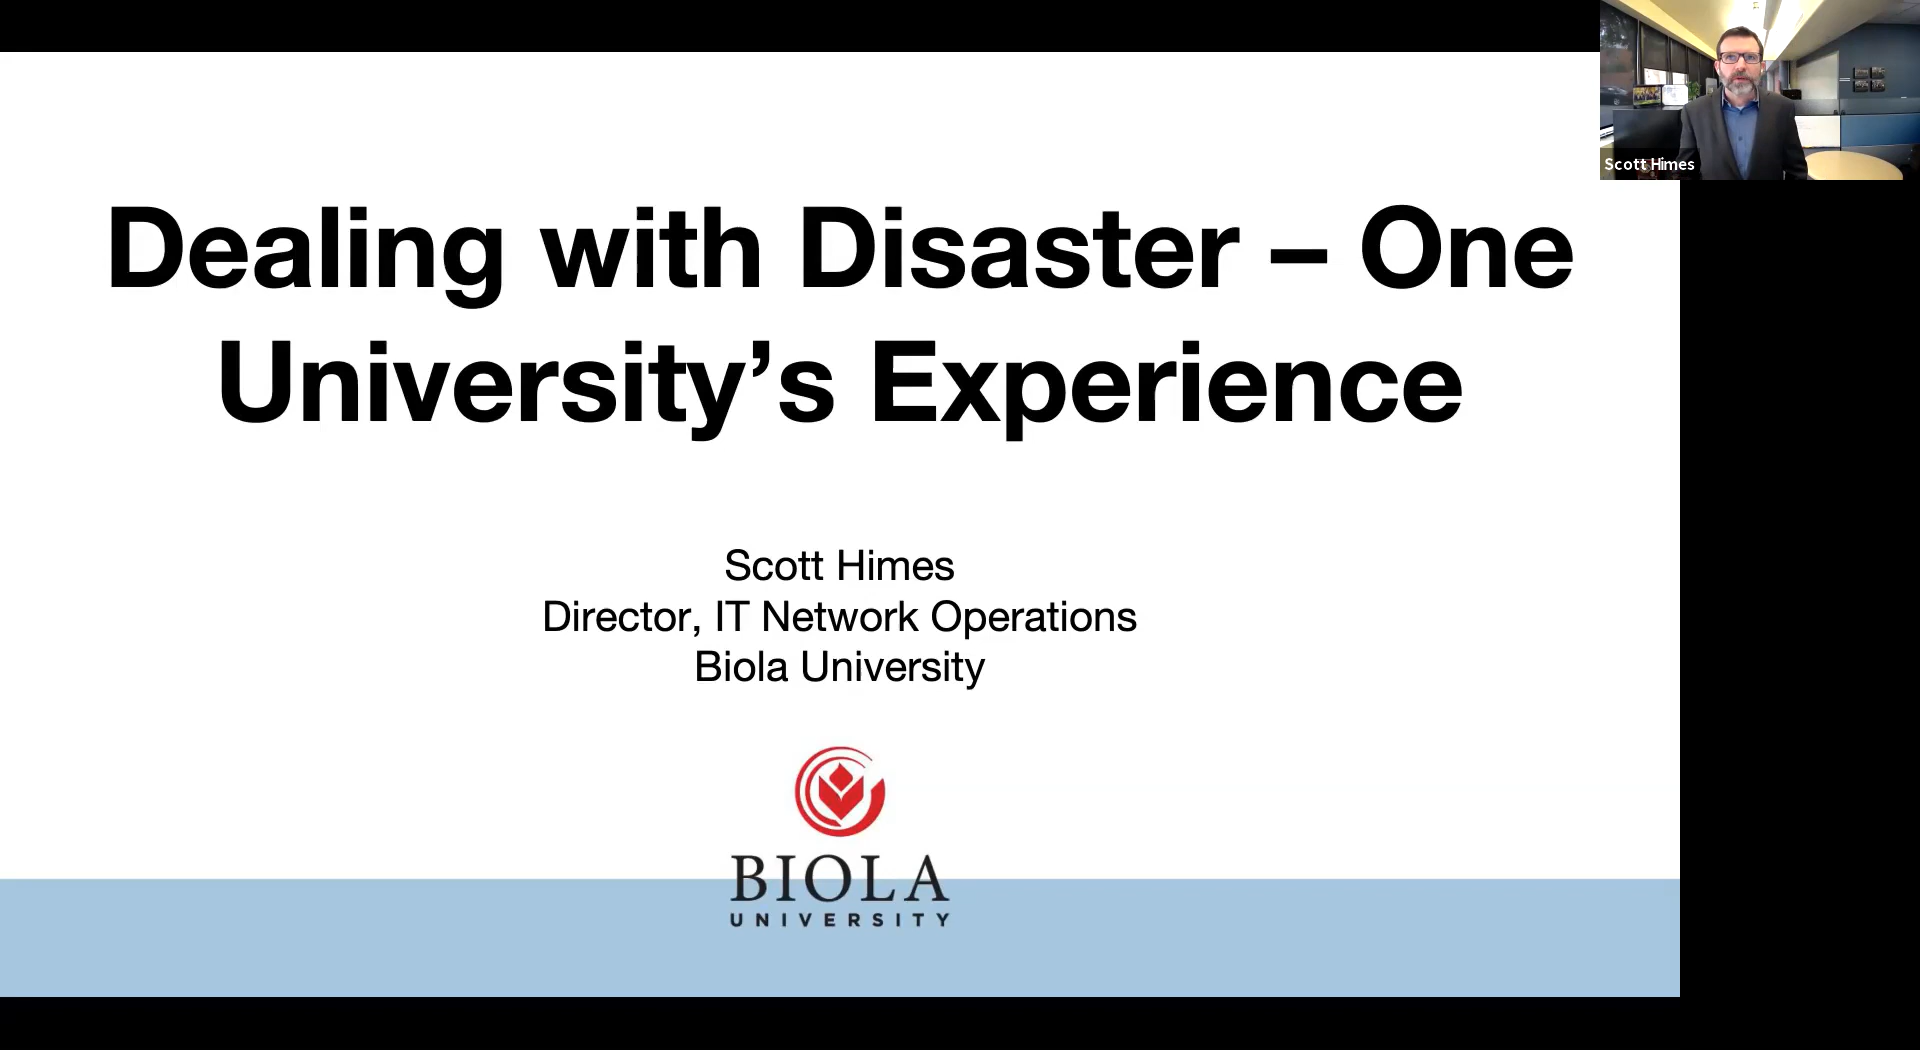 Dealing with Disaster – One
University’s Experience
Scott Himes
Director, IT Network Operations
Biola University
BIOLA
UNIVERSITY
Scott Himes